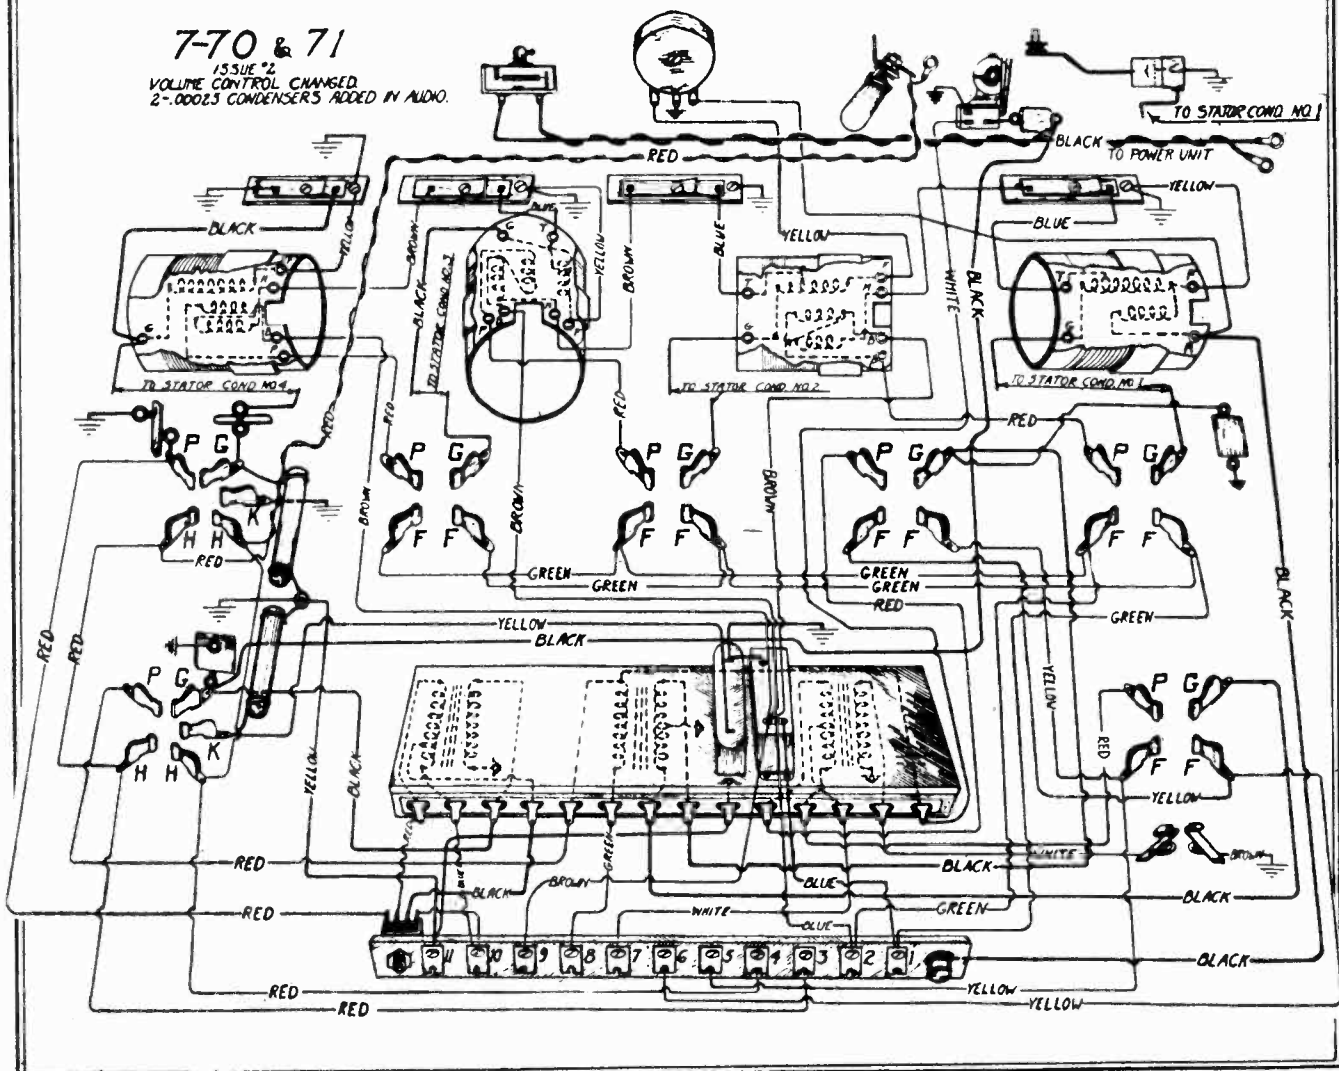 7-70 & 71
ISSUE #2
VOLUME CONTROL CHANGED.
2-.00025 CONDENSERS ADDED IN AUDIO.
TO STATOR COND. NO. 1
BLACK
TO POWER UNIT
RED
YELLOW
BLUE
BLUE
BLACK
YELLOW
BROWN
YELLOW
BROWN
BLUE
YELLOW
WHITE
BLACK
BLACK
TO STATOR COND. NO. 3
G T
T G
T G
TO STATOR COND. NO. 4
TO STATOR COND. NO. 2
TO STATOR COND. NO. 1
RED
RED
RED
RED
P G
P G
P G
P G
P G
K
BROWN
BROWN
BROWN
H H
F F
F F
F F
F F
RED
GREEN
GREEN
GREEN
GREEN
RED
GREEN
BLACK
YELLOW
BLACK
RED
RED
P G
K
H H
YELLOW
BLACK
YELLOW
P G
RED
F F
YELLOW
RED
GREEN
RED
BLUE
BLACK
BROWN
BLUE
BLACK
WHITE
BROWN
BLACK
RED
WHITE
GREEN
BLUE
11 10 9 8 7 6 5 4 3 2 1
BLACK
RED
YELLOW
RED
YELLOW